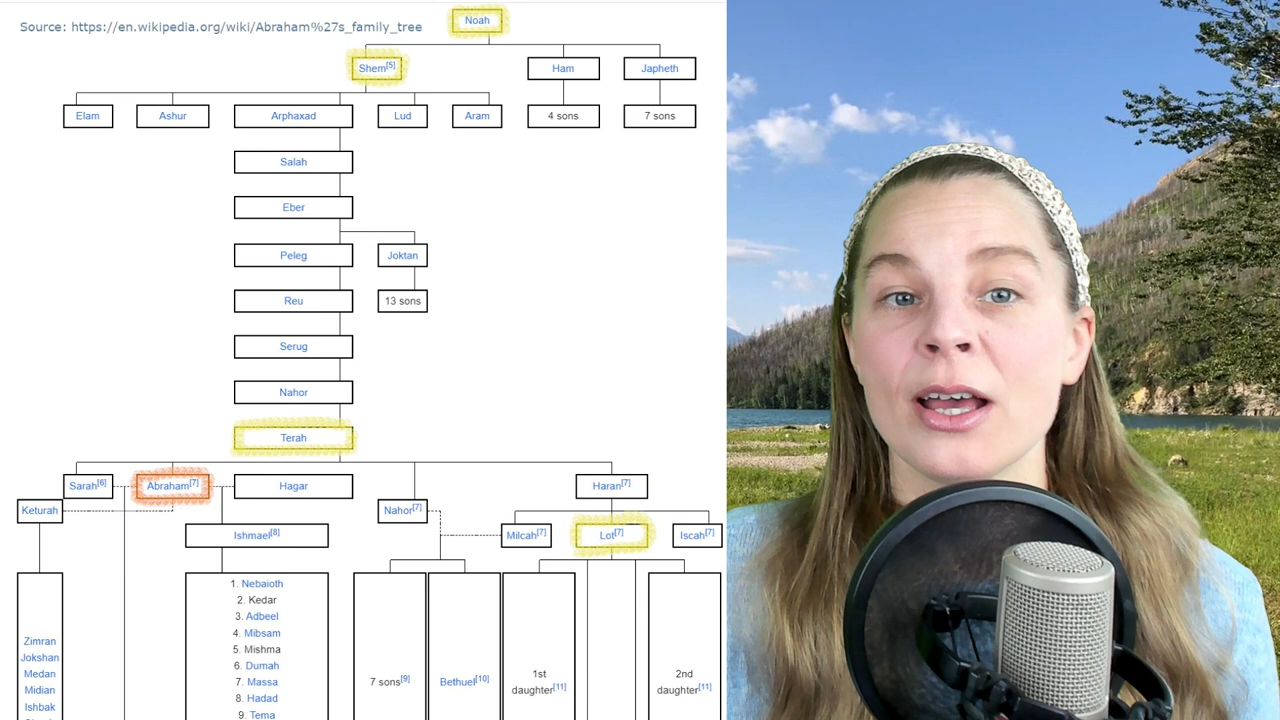 Source: https://en.wikipedia.org/wiki/Abraham%27s_family_tree
Noah
Shem[5]
Ham
Japheth
Elam
Ashur
Arphaxad
Lud
Aram
4 sons
7 sons
Salah
Eber
Peleg
Joktan
Reu
13 sons
Serug
Nahor
Terah
Sarah[6]
Abraham[7]
Hagar
Haran[7]
Keturah
Nahor[7]
Ishmael[8]
Milcah[7]
Lot[7]
Iscah[7]
Zimran
Jokshan
Medan
Midian
Ishbak
1. Nebaioth
2. Kedar
3. Adbeel
4. Mibsam
5. Mishma
6. Dumah
7. Massa
8. Hadad
9. Tema
7 sons[9]
Bethuel[10]
1st
daughter[11]
2nd
daughter[11]